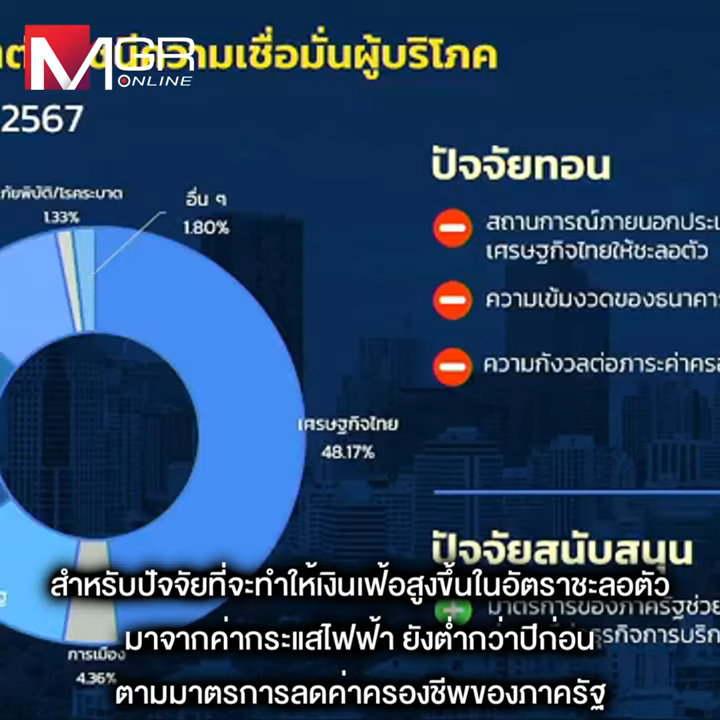 MGR
ONLINE
ความเชื่อมั่นผู้บริโภค
2567
ปัจจัยทอน
ภัยพิบัติ/โรคระบาด
1.33%
อื่น ๆ
1.80%
สถานการณ์ภายนอก
เศรษฐกิจไทยให้ชะลอตัว
ความเข้มงวดของ
ความกังวลต่อภาระ
เศรษฐกิจไทย
48.17%
ปัจจัยสนับสนุน
มาตรการของภาครัฐช่วย
การเมือง
4.36%
สำหรับปัจจัยที่จะทำให้เงินเฟ้อสูงขึ้นในอัตราชะลอตัว
มาจากค่ากระแสไฟฟ้า ยังต่ำกว่าปีก่อน
ตามมาตรการลดค่าครองชีพของภาครัฐ